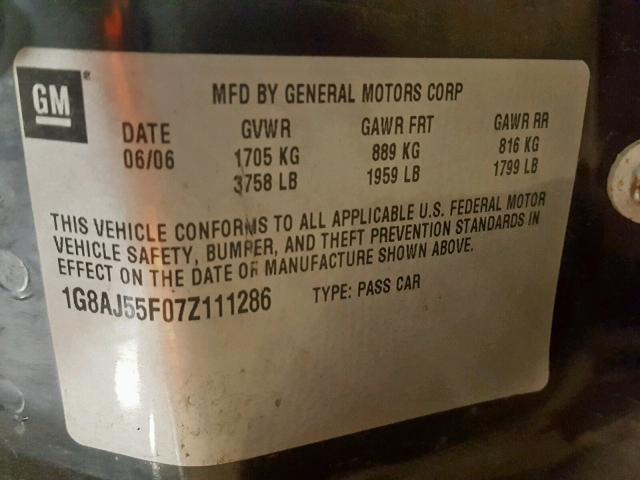 GM®
MFD BY GENERAL MOTORS CORP
DATE GVWR GAWR FRT GAWR RR
06/06 1705 KG 889 KG 816 KG
3758 LB 1959 LB 1799 LB
THIS VEHICLE CONFORMS TO ALL APPLICABLE U.S. FEDERAL MOTOR
VEHICLE SAFETY, BUMPER, AND THEFT PREVENTION STANDARDS IN
EFFECT ON THE DATE OF MANUFACTURE SHOWN ABOVE.
1G8AJ55F07Z111286 TYPE: PASS CAR